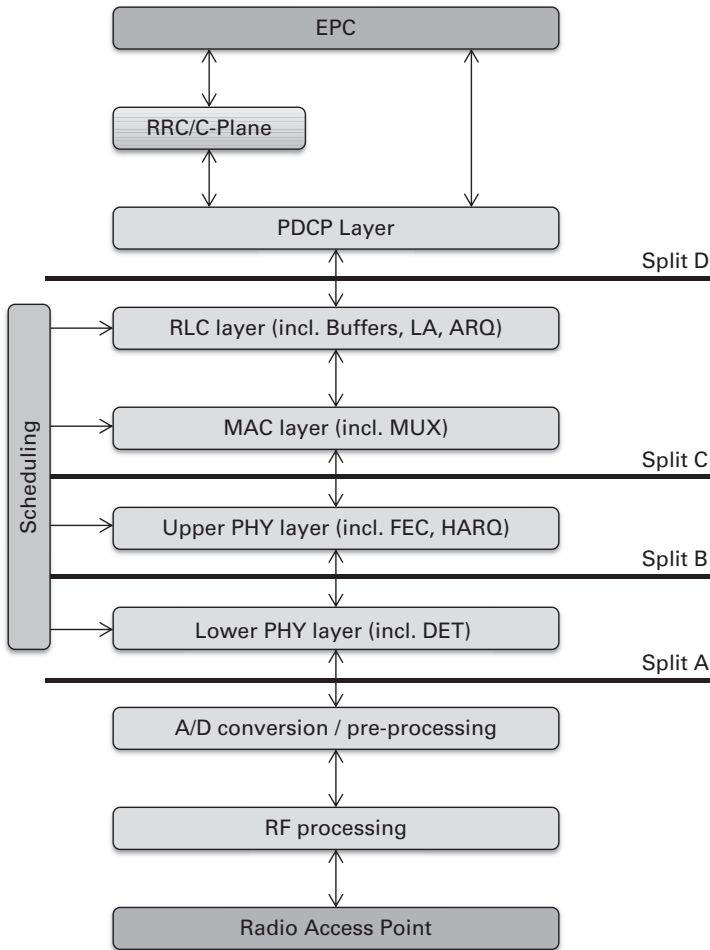 EPC
RRC/C-Plane
PDCP Layer
Split D
RLC layer (incl. Buffers, LA, ARQ)
MAC layer (incl. MUX)
Scheduling
Split C
Upper PHY layer (incl. FEC, HARQ)
Split B
Lower PHY layer (incl. DET)
Split A
A/D conversion / pre-processing
RF processing
Radio Access Point